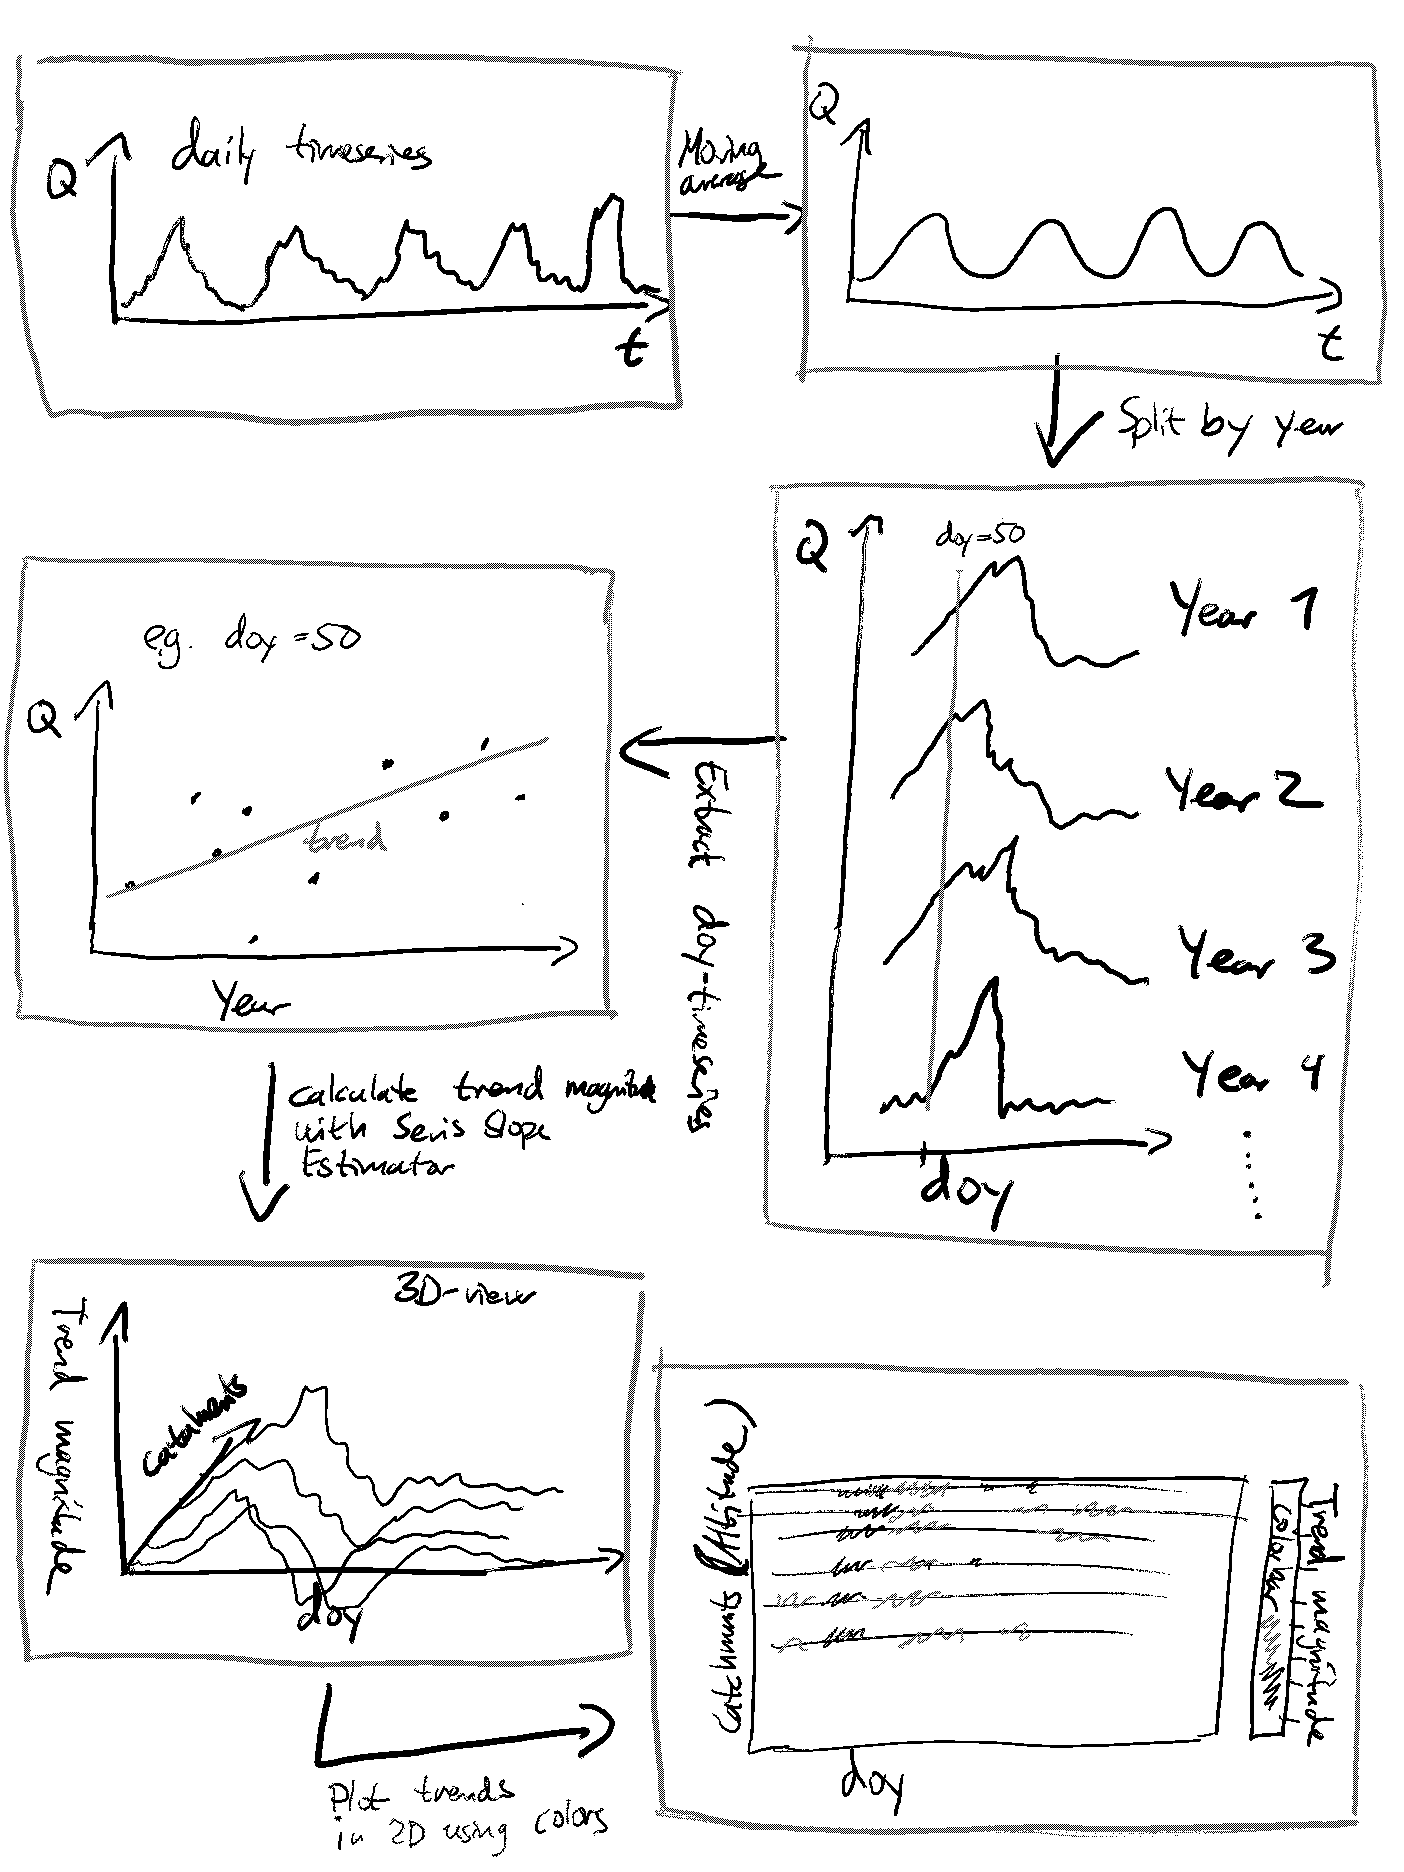 Q
daily timeseries
t
Moving
average
Q
t
Split by year
Q
doy=50
Year 1
Year 2
Year 3
Year 4
doy
Extract doy-timeseries
e.g. doy=50
Q
trend
Year
calculate trend magnitude
with Sens Slope
Estimator
3D-view
Trend magnitude
catchments
doy
Plot trends
in 2D using colors
Catchments (Altitude)
doy
Colorbar
Trend magnitude